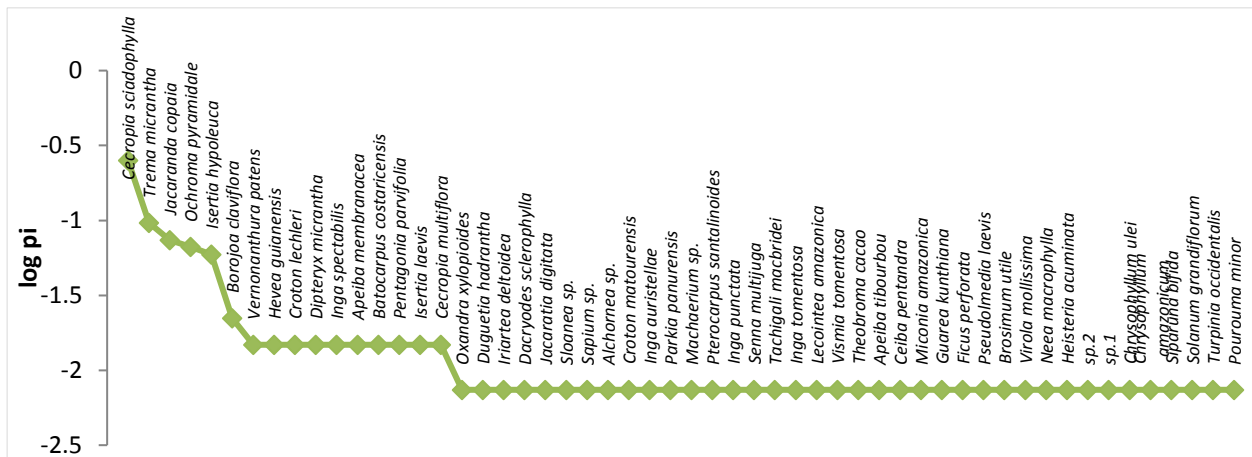 0
-0.5
-1
-1.5
-2
-2.5
log pi
Cecropia sciadophylla
Trema micrantha
Jacaranda copaia
Ochroma pyramidale
Isertia hypoleuca
Borojoa claviflora
Vernonanthura patens
Hevea guianensis
Croton lechleri
Dipteryx micrantha
Inga spectabilis
Apeiba membranacea
Batocarpus costaricensis
Pentagonia parvifolia
Isertia laevis
Cecropia multiflora
Oxandra xylopioides
Duguetia hadrantha
Iriartea deltoidea
Dacryodes sclerophylla
Jacaratia digitata
Sloanea sp.
Sapium sp.
Alchornea sp.
Croton matourensis
Inga auristellae
Parkia panurensis
Machaerium sp.
Pterocarpus santalinoides
Inga punctata
Senna multijuga
Tachigali macbridei
Inga tomentosa
Lecointea amazonica
Vismia tomentosa
Theobroma cacao
Apeiba tibourbou
Ceiba pentandra
Miconia amazonica
Guarea kunthiana
Ficus perforata
Pseudolmedia laevis
Brosimum utile
Virola mollissima
Neea macrophylla
Heisteria acuminata
sp.2
sp.1
Chrysophyllum ulei
Chrysophyllum
amazonicum
Siparuna bifida
Solanum grandiflorum
Turpinia occidentalis
Pourouma minor